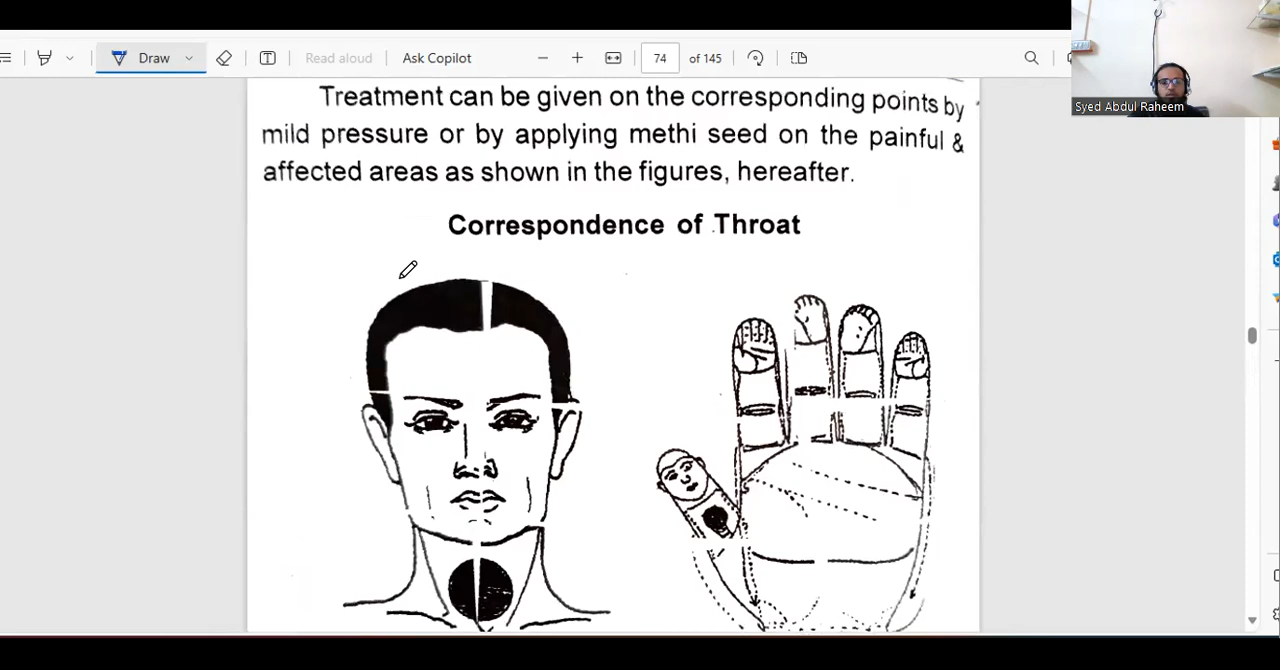 Draw
Read aloud
Ask Copilot
74
of 145
Syed Abdul Raheem
Treatment can be given on the corresponding points by
mild pressure or by applying methi seed on the painful &
affected areas as shown in the figures, hereafter.
Correspondence of Throat